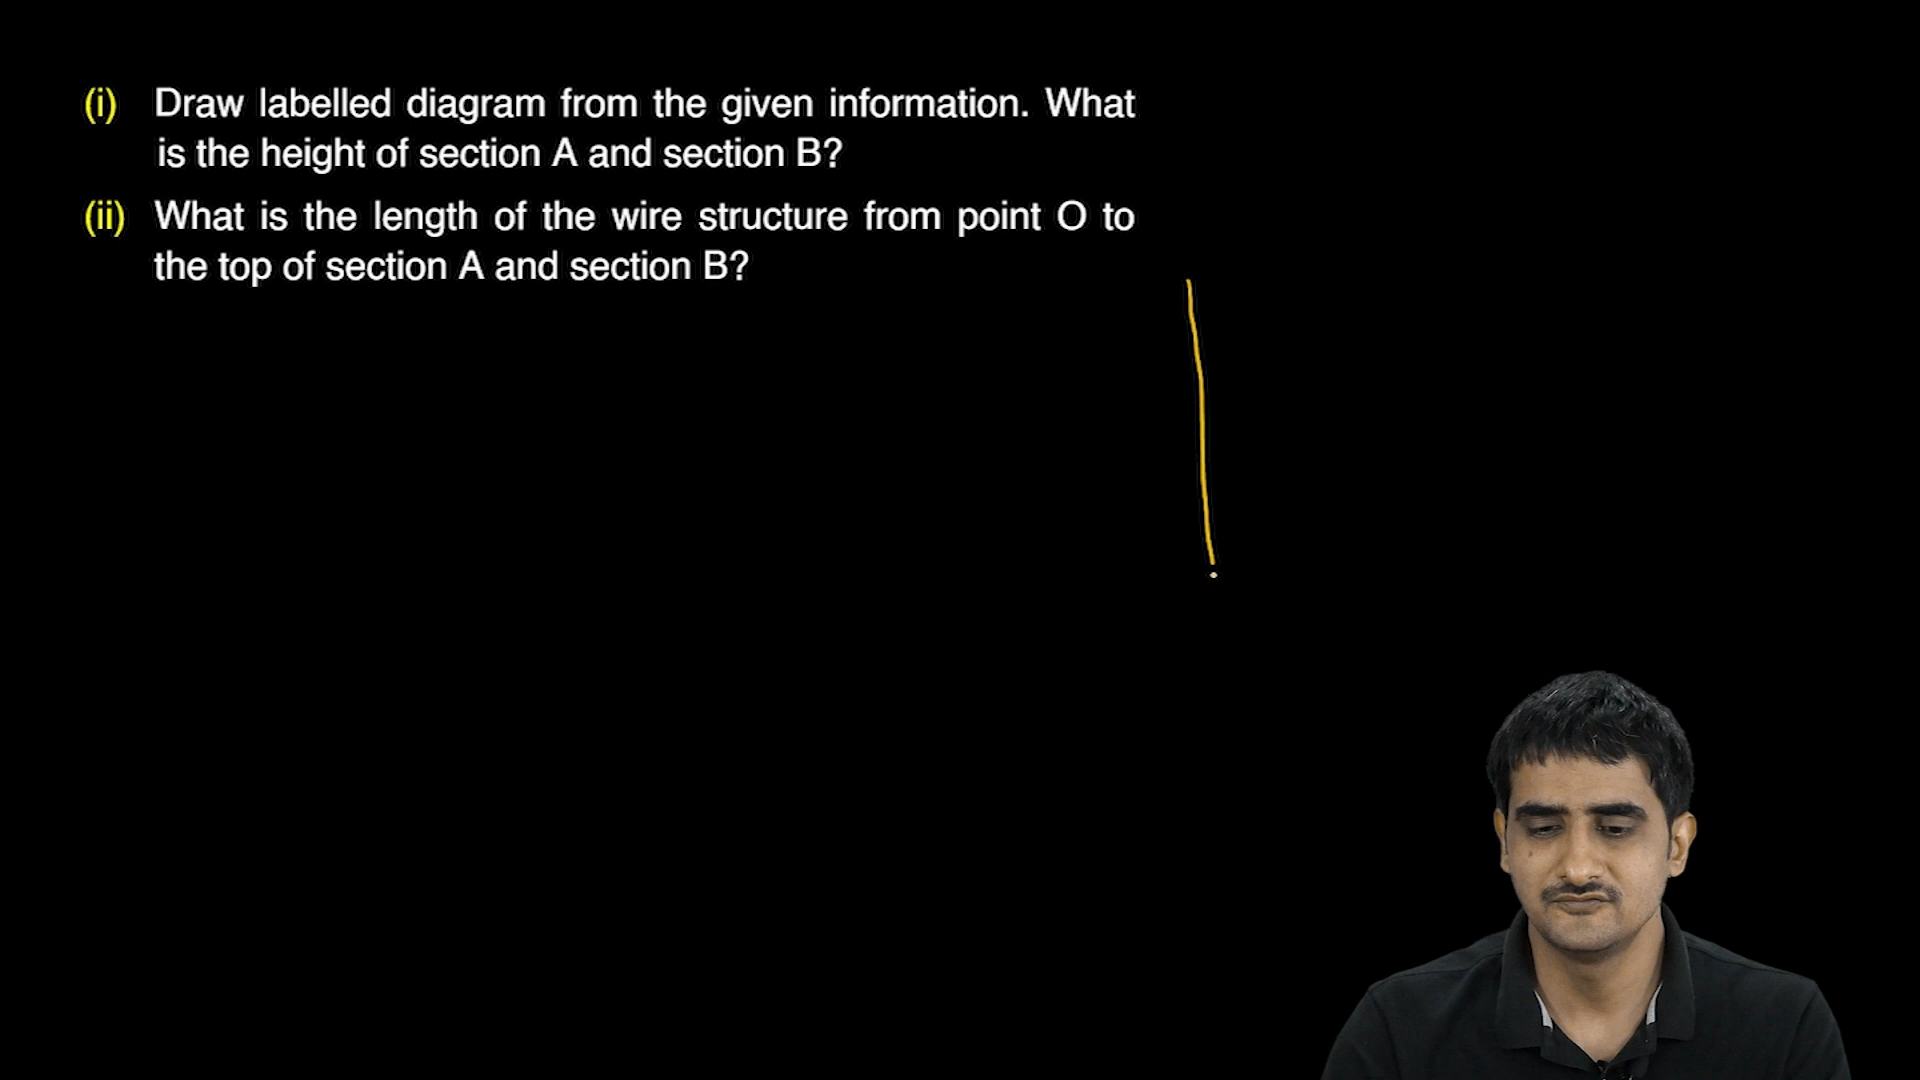 (i) Draw labelled diagram from the given information. What
is the height of section A and section B?
(ii) What is the length of the wire structure from point O to
the top of section A and section B?